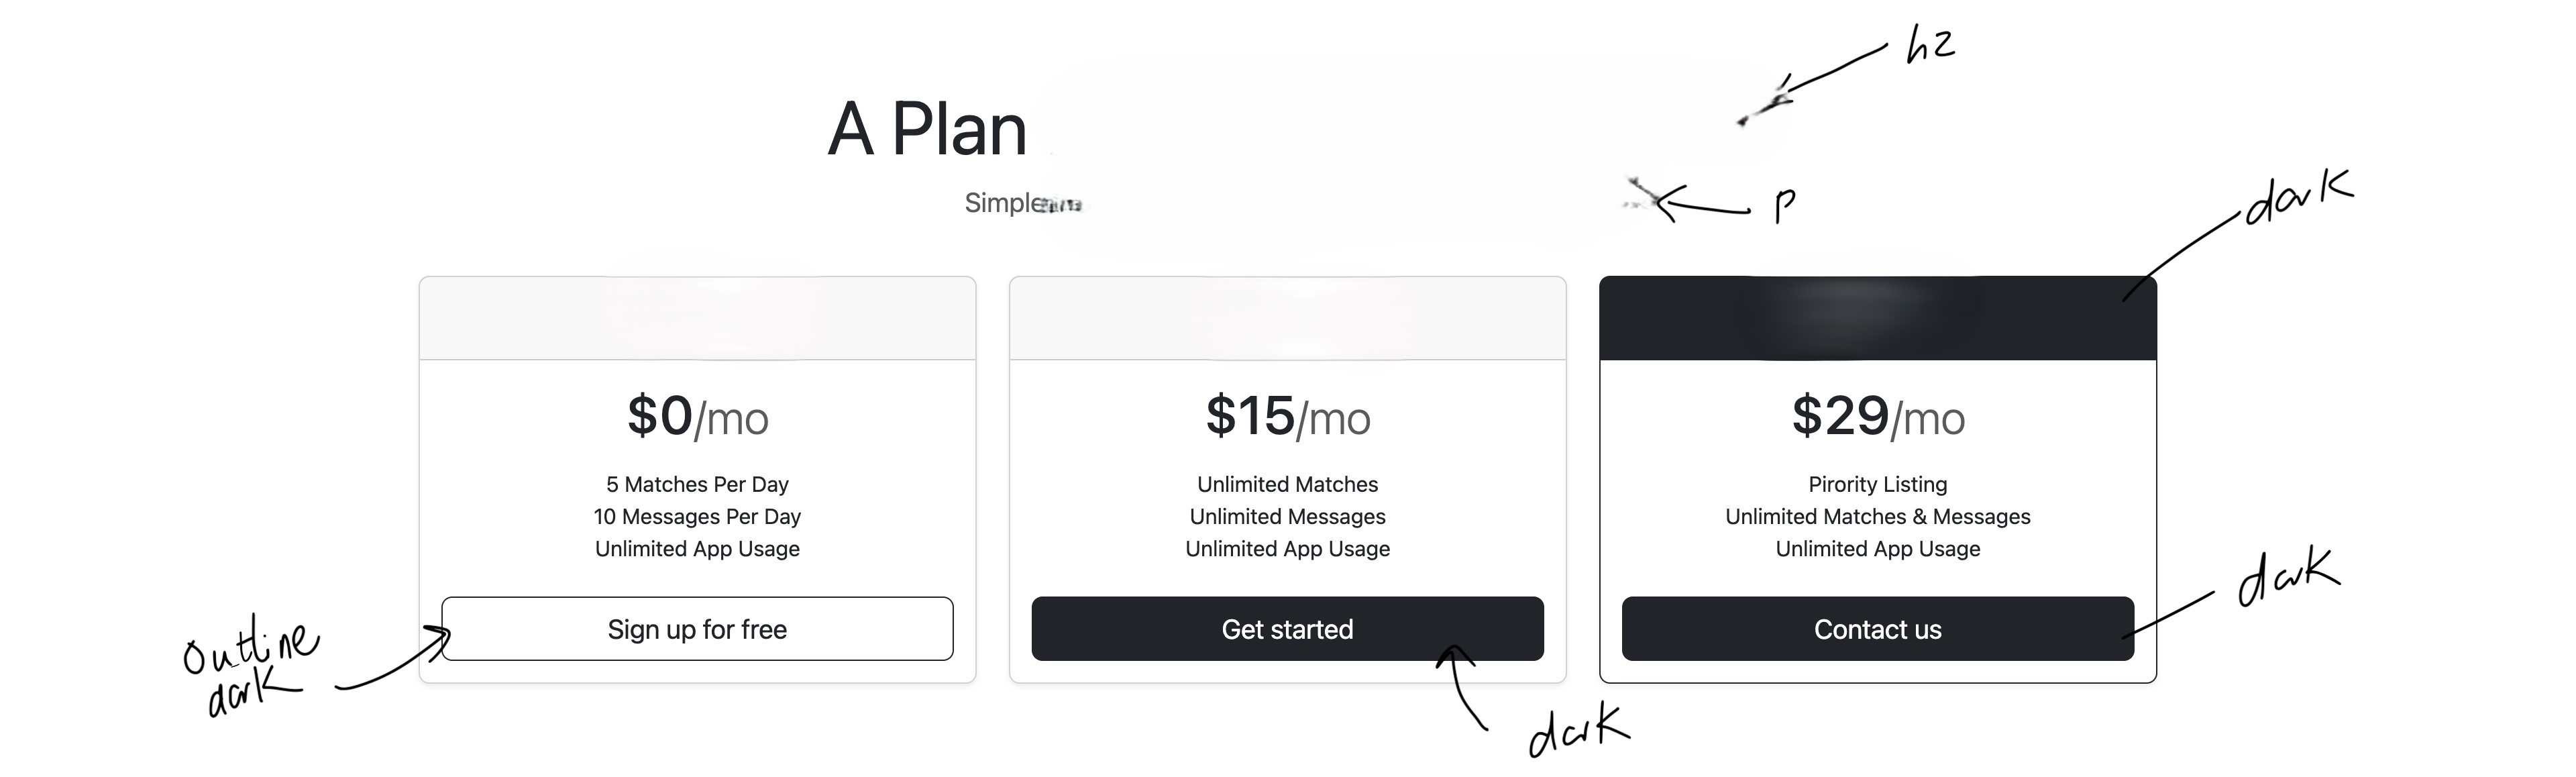 h2
A Plan
Simple
P
dark
$0/mo
5 Matches Per Day
10 Messages Per Day
Unlimited App Usage
Sign up for free
Outline
dark
$15/mo
Unlimited Matches
Unlimited Messages
Unlimited App Usage
Get started
dark
$29/mo
Pirority Listing
Unlimited Matches & Messages
Unlimited App Usage
Contact us
dark